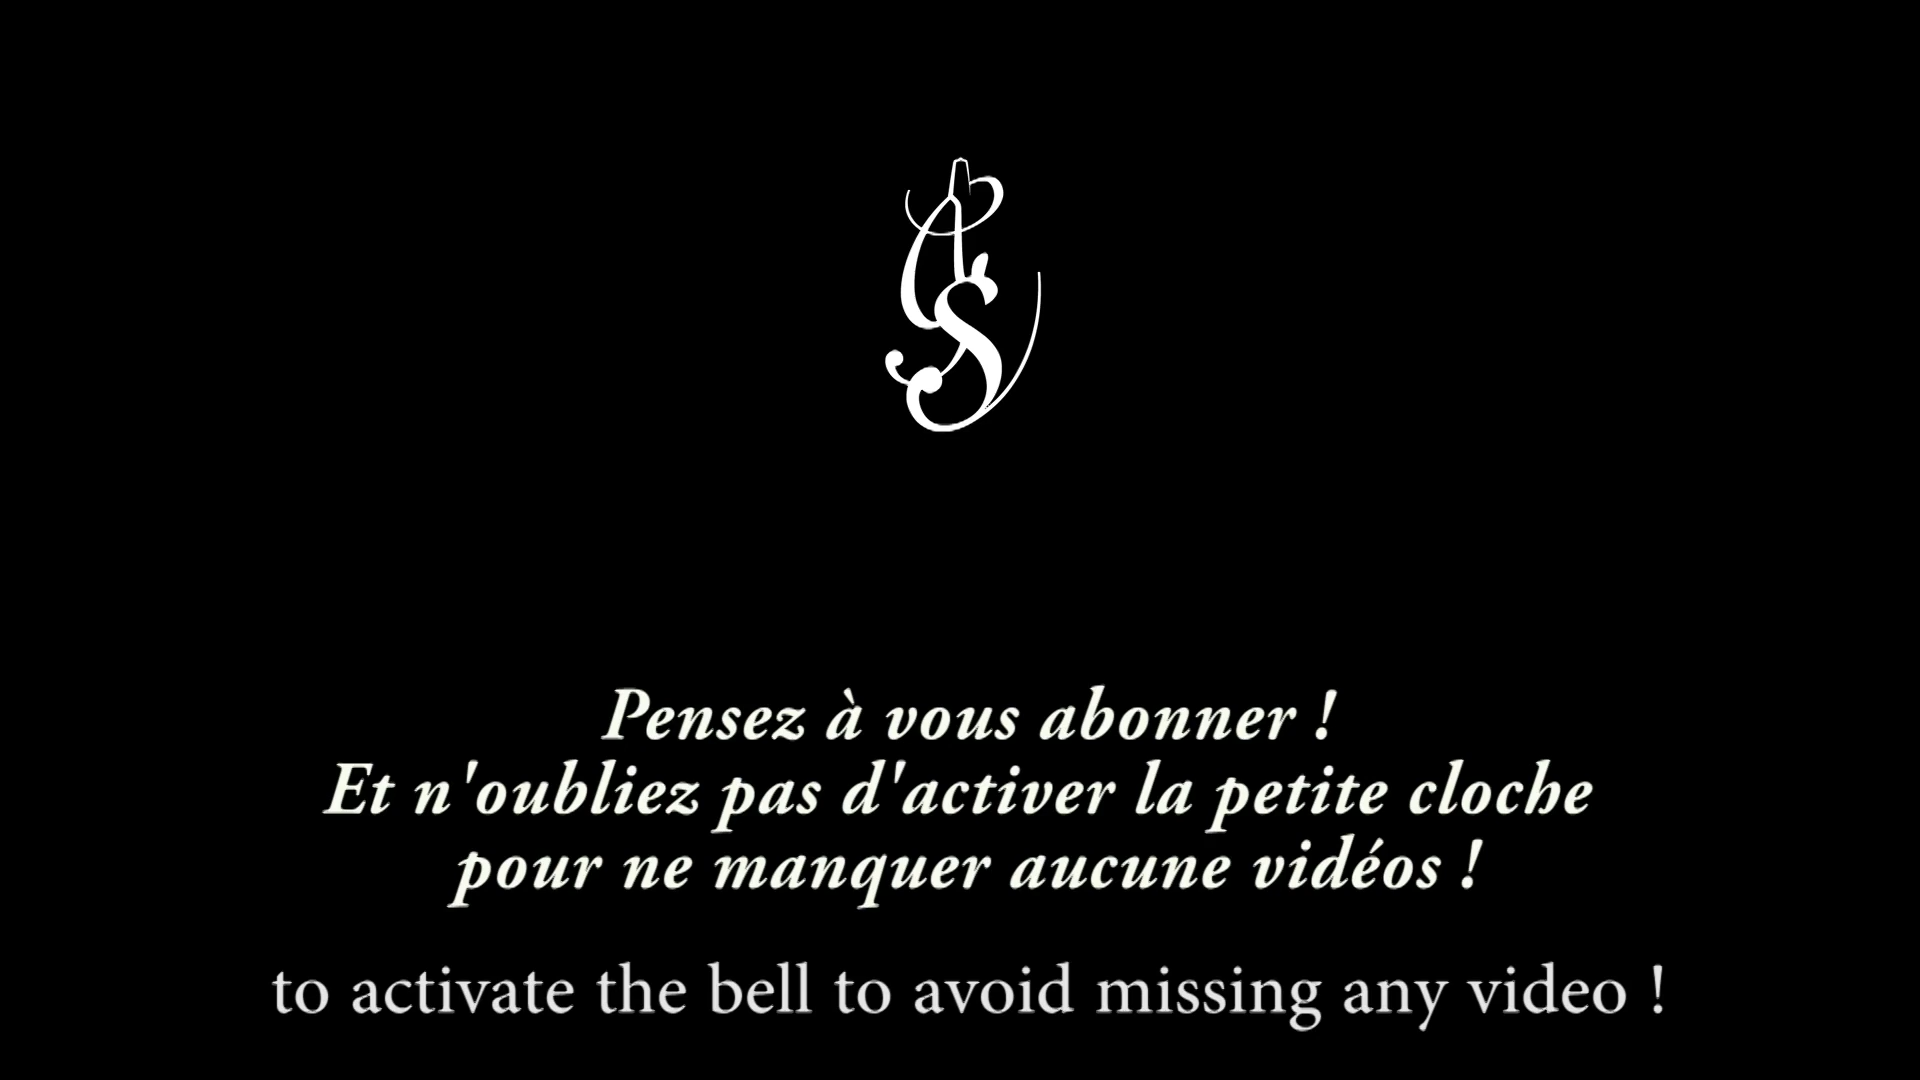 AS
Pensez à vous abonner !
Et n'oubliez pas d'activer la petite cloche
pour ne manquer aucune vidéos !
to activate the bell to avoid missing any video !